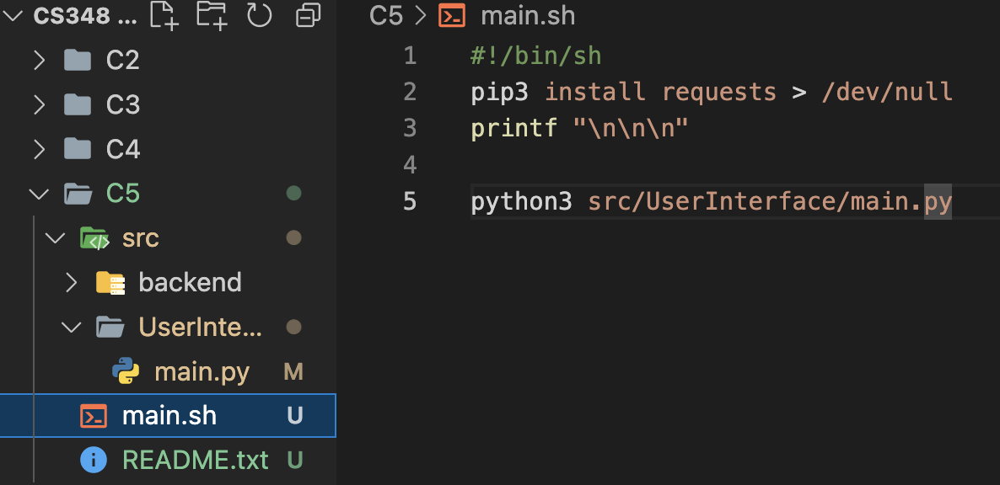 CS348 ...
C2
C3
C4
C5
src
backend
UserInte...
main.py M
main.sh U
README.txt U
C5 > main.sh
1 #!/bin/sh
2 pip3 install requests > /dev/null
3 printf "\n\n\n"
4
5 python3 src/UserInterface/main.py